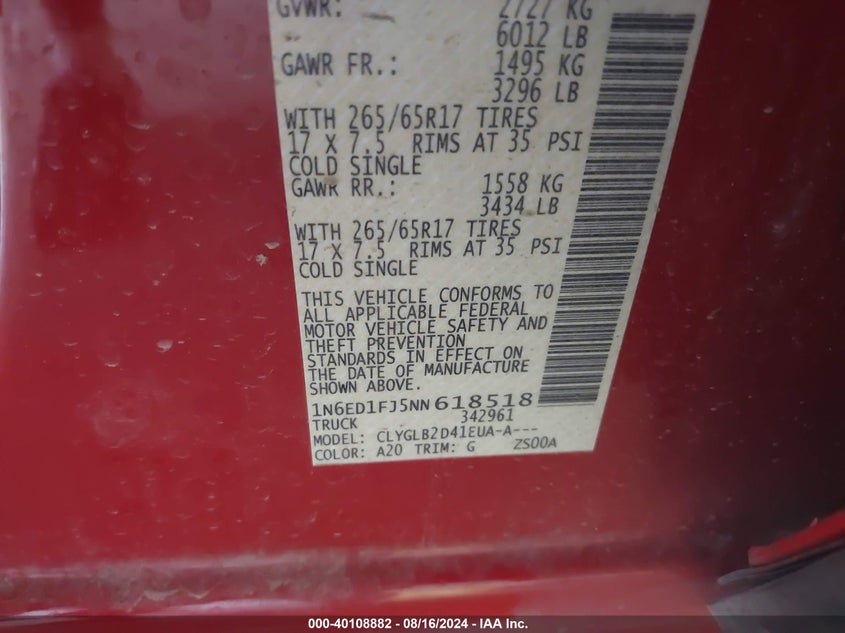 GVWR: 2727 KG
6012 LB
GAWR FR.: 1495 KG
3296 LB
WITH 265/65R17 TIRES
17 X 7.5 RIMS AT 35 PSI
COLD SINGLE
GAWR RR.: 1558 KG
3434 LB
WITH 265/65R17 TIRES
17 X 7.5 RIMS AT 35 PSI
COLD SINGLE
THIS VEHICLE CONFORMS TO
ALL APPLICABLE FEDERAL
MOTOR VEHICLE SAFETY AND
THEFT PREVENTION
STANDARDS IN EFFECT ON
THE DATE OF MANUFACTURE
SHOWN ABOVE.
1N6ED1FJ5NN618518
TRUCK 342961
MODEL: CLYGLB2D41EUA-A---
COLOR: A20 TRIM: G ZS00A
000-40108882 - 08/16/2024 - IAA Inc.